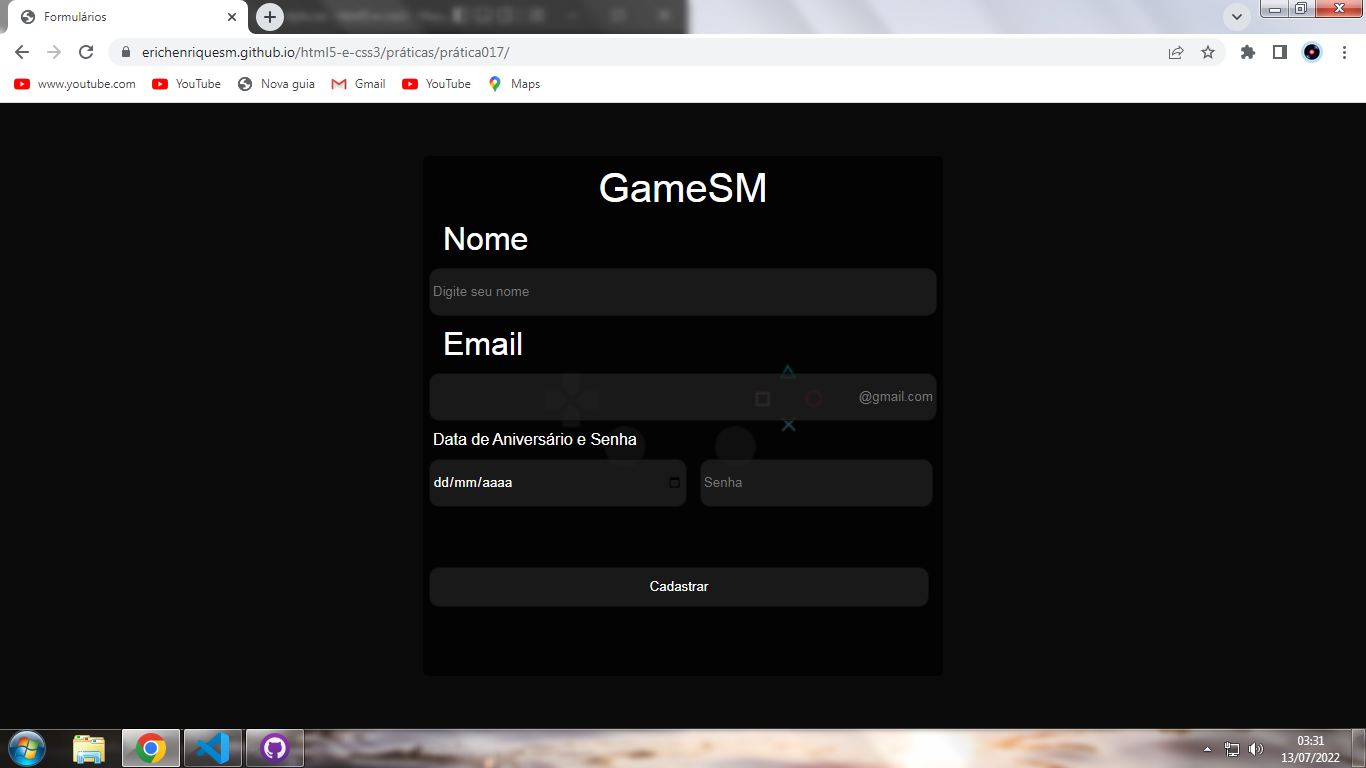 Formulários
erichenriquesm.github.io/html5-e-css3/práticas/prática017/
www.youtube.com YouTube Nova guia Gmail YouTube Maps
GameSM
Nome
Digite seu nome
Email
@gmail.com
Data de Aniversário e Senha
dd/mm/aaaa Senha
Cadastrar
03:31
13/07/2022